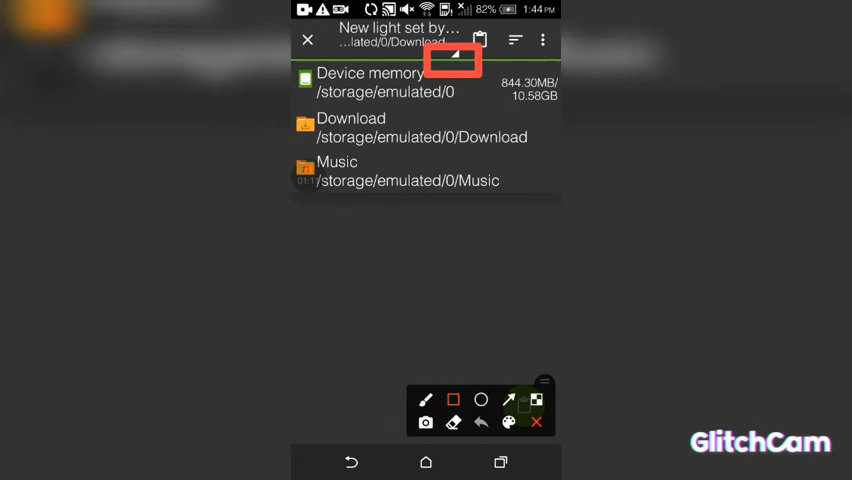 82% 1:44 PM
New light set by...
...lated/0/Download
Device memory
/storage/emulated/0
844.30MB/
10.58GB
Download
/storage/emulated/0/Download
Music
/storage/emulated/0/Music
GlitchCam